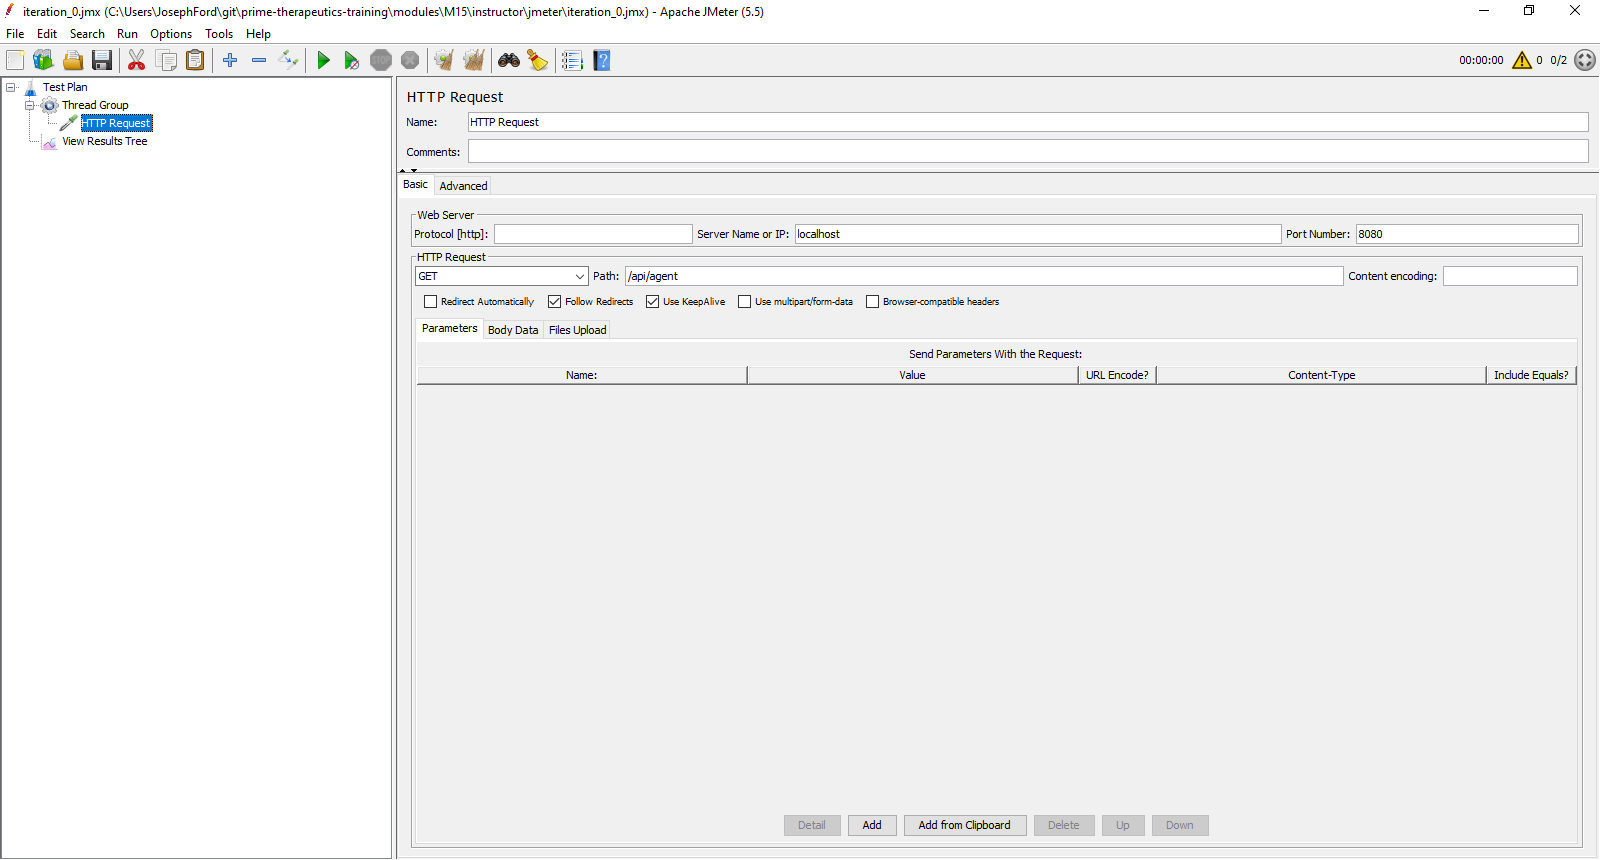 iteration_0.jmx (C:\Users\JosephFord\git\prime-therapeutics-training\modules\M15\instructor\jmeter\iteration_0.jmx) - Apache JMeter (5.5)
File Edit Search Run Options Tools Help
STOP 00:00:00 0 0/2
Test Plan
Thread Group
HTTP Request
View Results Tree
HTTP Request
Name: HTTP Request
Comments:
Basic Advanced
Web Server
Protocol [http]: Server Name or IP: localhost Port Number: 8080
HTTP Request
GET Path: /api/agent Content encoding:
Redirect Automatically Follow Redirects Use KeepAlive Use multipart/form-data Browser-compatible headers
Parameters Body Data Files Upload
Send Parameters With the Request:
Name: Value URL Encode? Content-Type Include Equals?
Detail Add Add from Clipboard Delete Up Down